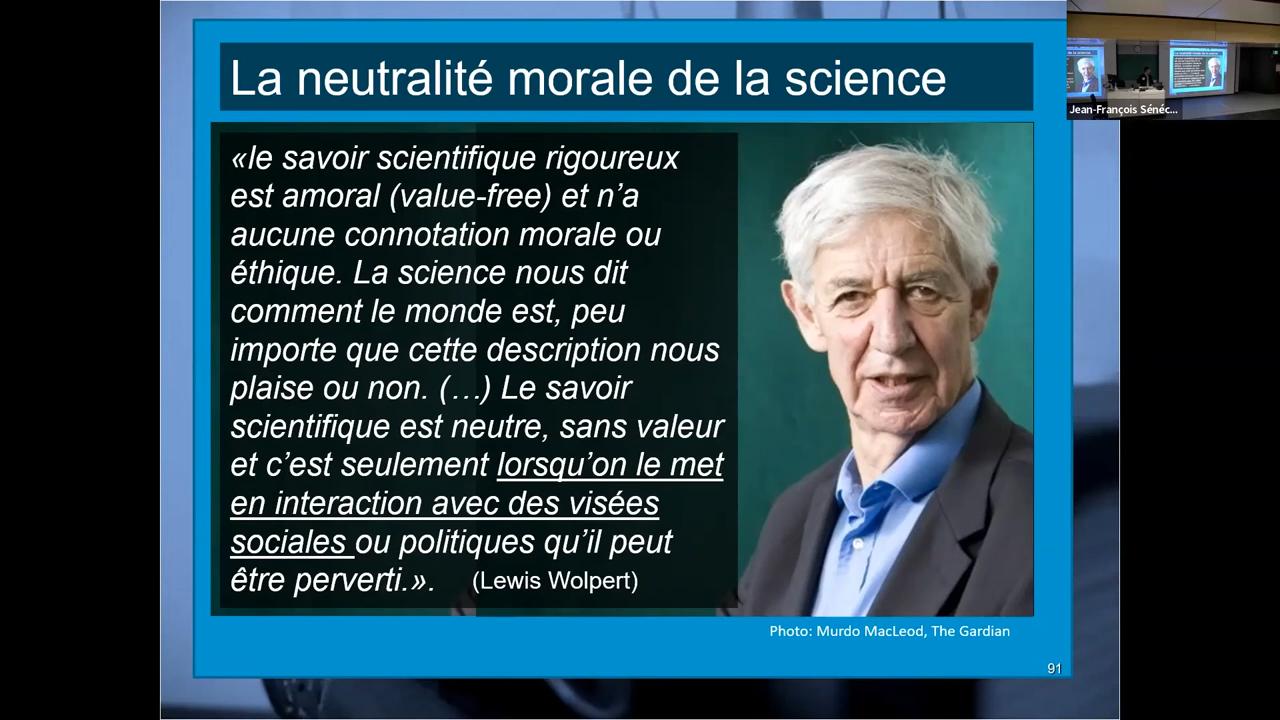 La neutralité morale de la science
«le savoir scientifique rigoureux
est amoral (value-free) et n’a
aucune connotation morale ou
éthique. La science nous dit
comment le monde est, peu
importe que cette description nous
plaise ou non. (…) Le savoir
scientifique est neutre, sans valeur
et c’est seulement lorsqu’on le met
en interaction avec des visées
sociales ou politiques qu’il peut
être perverti.». (Lewis Wolpert)
Photo: Murdo MacLeod, The Gardian
91
Jean-François Sénéc...